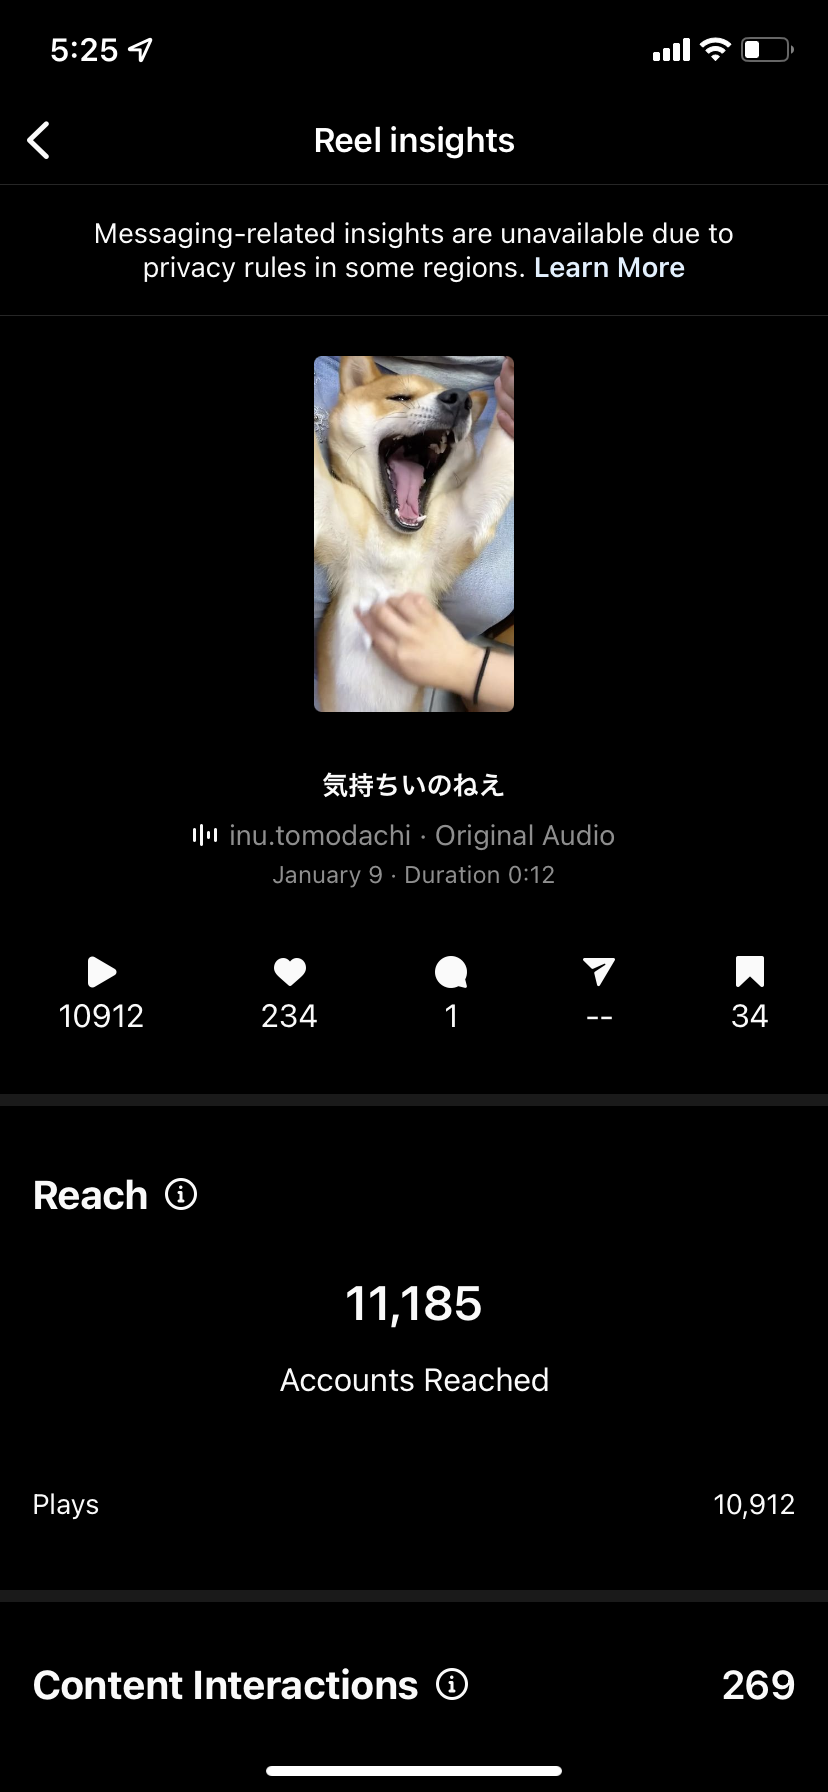 5:25
Reel insights
Messaging-related insights are unavailable due to
privacy rules in some regions. Learn More
気持ちいのねえ
inu.tomodachi · Original Audio
January 9 · Duration 0:12
10912 234 1 -- 34
Reach
11,185
Accounts Reached
Plays 10,912
Content Interactions 269